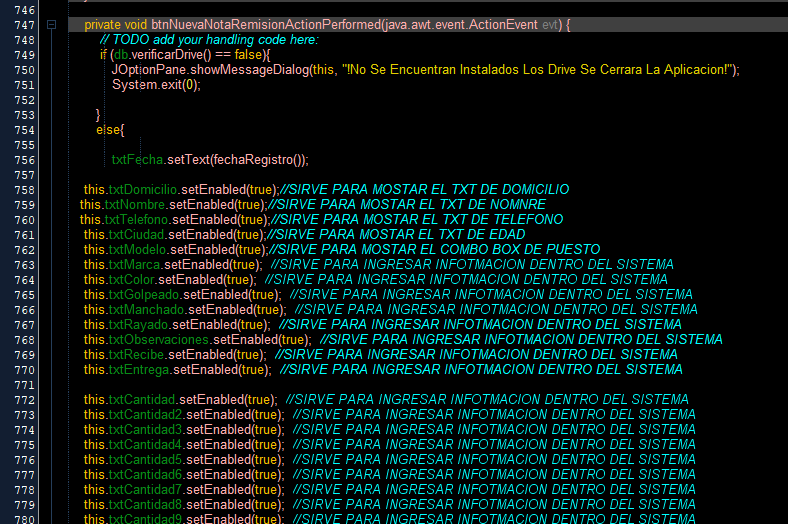 746
747 private void btnNuevaNotaRemisionActionPerformed(java.awt.event.ActionEvent evt) {
748 // TODO add your handling code here:
749 if (db.verificarDrive() == false){
750 JOptionPane.showMessageDialog(this, "!No Se Encuentran Instalados Los Drive Se Cerrara La Aplicacion!");
751 System.exit(0);
752
753 }
754 else{
755
756 txtFecha.setText(fechaRegistro());
757
758 this.txtDomicilio.setEnabled(true);//SIRVE PARA MOSTAR EL TXT DE DOMICILIO
759 this.txtNombre.setEnabled(true);//SIRVE PARA MOSTAR EL TXT DE NOMNRE
760 this.txtTelefono.setEnabled(true);//SIRVE PARA MOSTAR EL TXT DE TELEFONO
761 this.txtCiudad.setEnabled(true);//SIRVE PARA MOSTAR EL TXT DE EDAD
762 this.txtModelo.setEnabled(true);//SIRVE PARA MOSTAR EL COMBO BOX DE PUESTO
763 this.txtMarca.setEnabled(true); //SIRVE PARA INGRESAR INFOTMACION DENTRO DEL SISTEMA
764 this.txtColor.setEnabled(true); //SIRVE PARA INGRESAR INFOTMACION DENTRO DEL SISTEMA
765 this.txtGolpeado.setEnabled(true); //SIRVE PARA INGRESAR INFOTMACION DENTRO DEL SISTEMA
766 this.txtManchado.setEnabled(true); //SIRVE PARA INGRESAR INFOTMACION DENTRO DEL SISTEMA
767 this.txtRayado.setEnabled(true); //SIRVE PARA INGRESAR INFOTMACION DENTRO DEL SISTEMA
768 this.txtObservaciones.setEnabled(true); //SIRVE PARA INGRESAR INFOTMACION DENTRO DEL SISTEMA
769 this.txtRecibe.setEnabled(true); //SIRVE PARA INGRESAR INFOTMACION DENTRO DEL SISTEMA
770 this.txtEntrega.setEnabled(true); //SIRVE PARA INGRESAR INFOTMACION DENTRO DEL SISTEMA
771
772 this.txtCantidad.setEnabled(true); //SIRVE PARA INGRESAR INFOTMACION DENTRO DEL SISTEMA
773 this.txtCantidad2.setEnabled(true); //SIRVE PARA INGRESAR INFOTMACION DENTRO DEL SISTEMA
774 this.txtCantidad3.setEnabled(true); //SIRVE PARA INGRESAR INFOTMACION DENTRO DEL SISTEMA
775 this.txtCantidad4.setEnabled(true); //SIRVE PARA INGRESAR INFOTMACION DENTRO DEL SISTEMA
776 this.txtCantidad5.setEnabled(true); //SIRVE PARA INGRESAR INFOTMACION DENTRO DEL SISTEMA
777 this.txtCantidad6.setEnabled(true); //SIRVE PARA INGRESAR INFOTMACION DENTRO DEL SISTEMA
778 this.txtCantidad7.setEnabled(true); //SIRVE PARA INGRESAR INFOTMACION DENTRO DEL SISTEMA
779 this.txtCantidad8.setEnabled(true); //SIRVE PARA INGRESAR INFOTMACION DENTRO DEL SISTEMA
780 this.txtCantidad9.setEnabled(true); //SIRVE PARA INGRESAR INFOTMACION DENTRO DEL SISTEMA